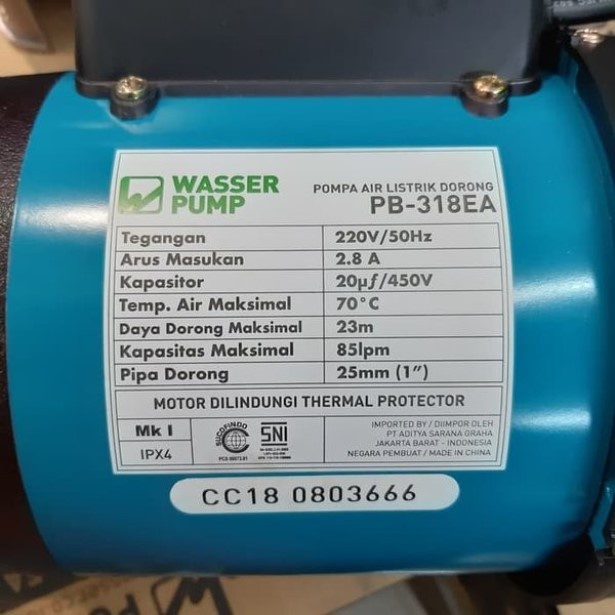 WASSER
PUMP
POMPA AIR LISTRIK DORONG
PB-318EA
Tegangan 220V/50Hz
Arus Masukan 2.8 A
Kapasitor 20µf/450V
Temp. Air Maksimal 70°C
Daya Dorong Maksimal 23m
Kapasitas Maksimal 85lpm
Pipa Dorong 25mm (1")
MOTOR DILINDUNGI THERMAL PROTECTOR
Mk I
IPX4
SUCOFINDO
SNI
IMPORTED BY / DIIMPOR OLEH
PT ADITYA SARANA GRAHA
JAKARTA BARAT - INDONESIA
NEGARA PEMBUAT / MADE IN CHINA
CC18 0803666